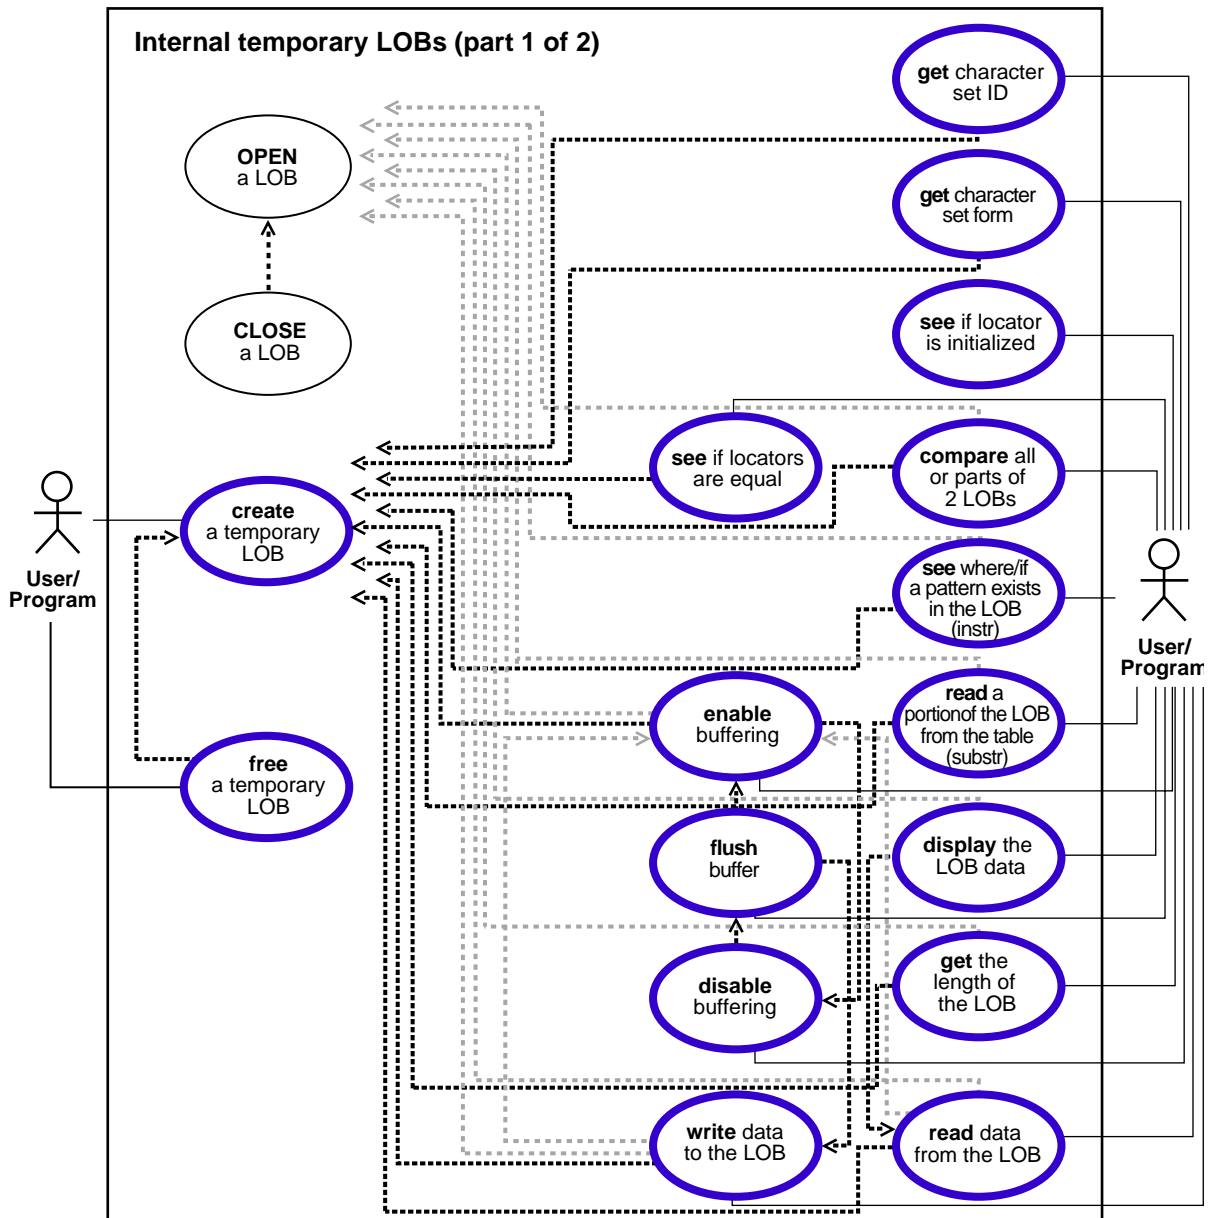 Internal temporary LOBs (part 1 of 2)
get character
set ID
OPEN
a LOB
get character
set form
CLOSE
a LOB
see if locator
is initialized
see if locators
are equal
compare all
or parts of
2 LOBs
create
a temporary
LOB
User/
Program
see where/if
a pattern exists
in the LOB
(instr)
User/
Program
enable
buffering
read a
portionof the LOB
from the table
(substr)
free
a temporary
LOB
flush
buffer
display the
LOB data
disable
buffering
get the
length of
the LOB
write data
to the LOB
read data
from the LOB